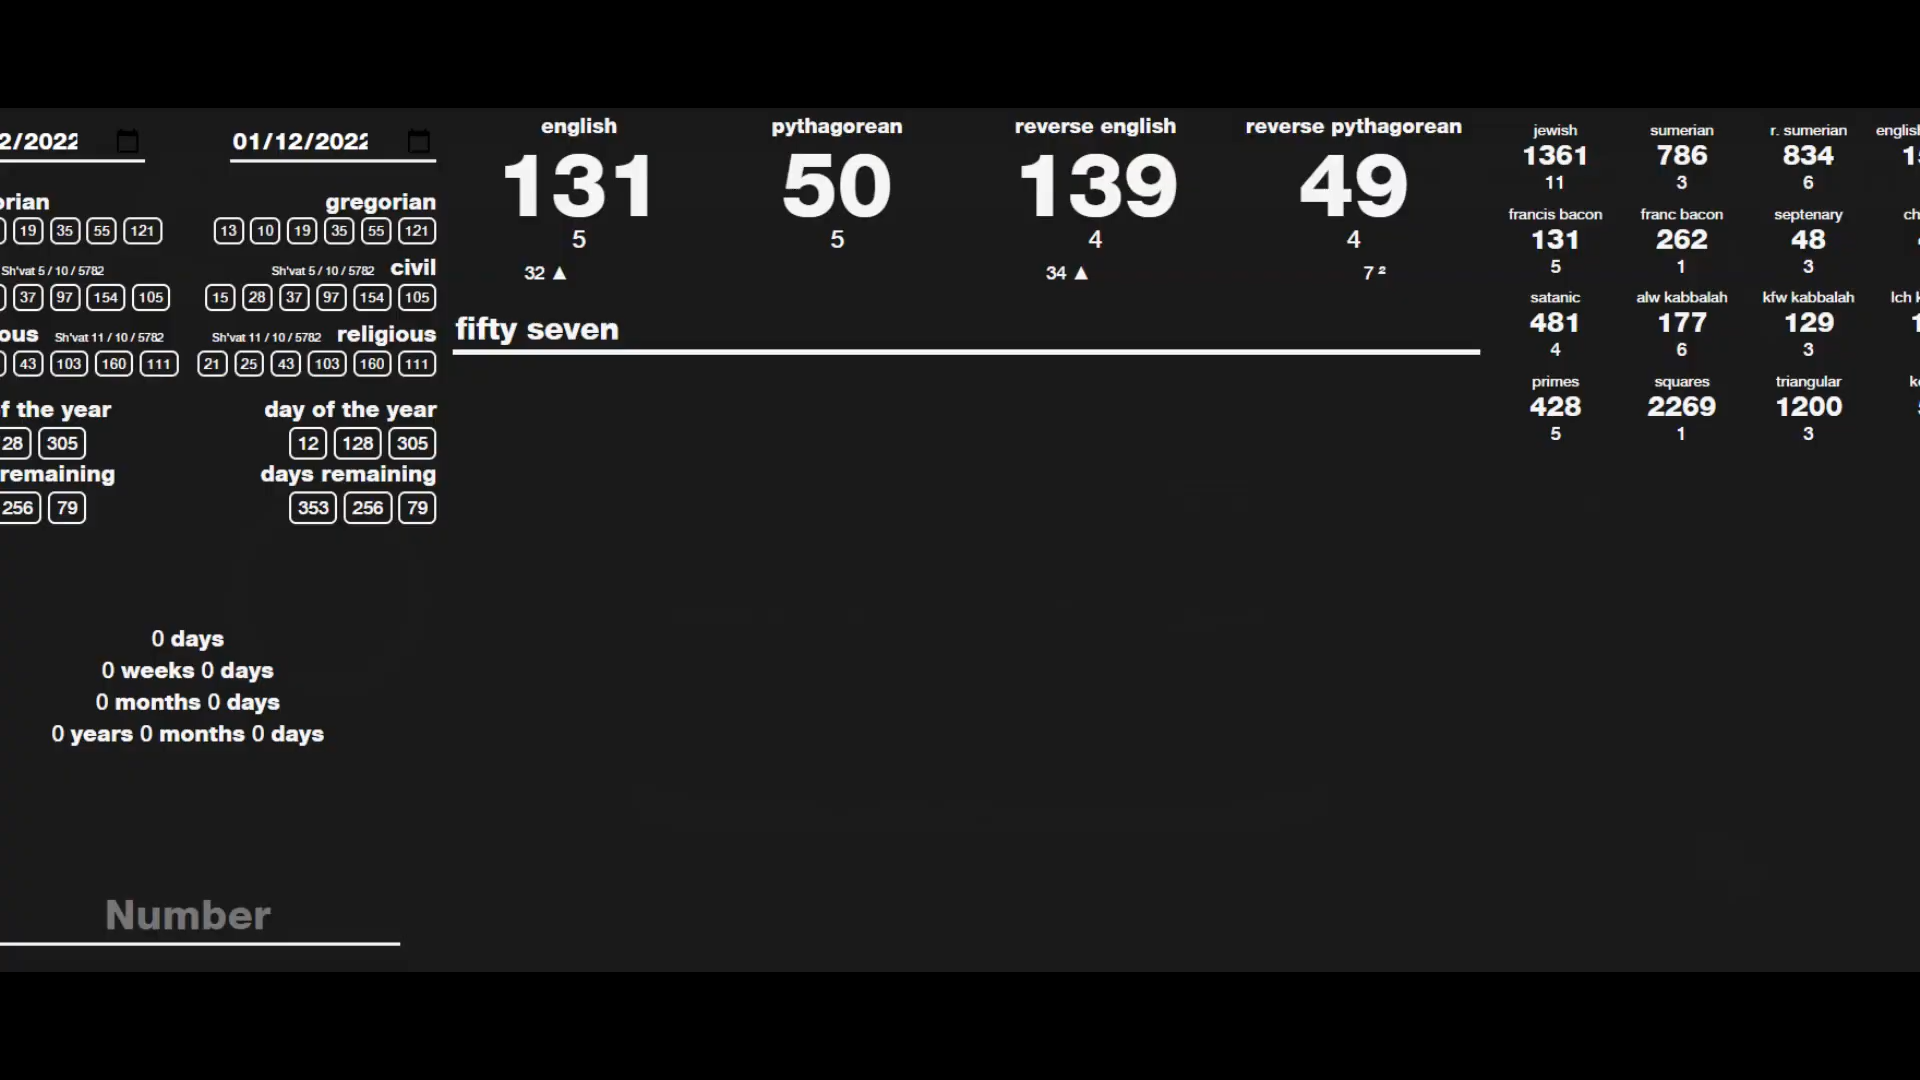 2/2022 01/12/2022
orian gregorian
19 35 55 121 13 10 19 35 55 121
Sh'vat 5 / 10 / 5782 Sh'vat 5 / 10 / 5782 civil
37 97 154 105 15 28 37 97 154 105
ous Sh'vat 11 / 10 / 5782 Sh'vat 11 / 10 / 5782 religious
43 103 160 111 21 25 43 103 160 111
f the year day of the year
28 305 12 128 305
remaining days remaining
256 79 353 256 79
0 days
0 weeks 0 days
0 months 0 days
0 years 0 months 0 days
Number
english pythagorean reverse english reverse pythagorean
131 50 139 49
5 5 4 4
32 ▲ 34 ▲ 7 ²
fifty seven
jewish sumerian r. sumerian english
1361 786 834
11 3 6
francis bacon franc bacon septenary ch
131 262 48
5 1 3
satanic alw kabbalah kfw kabbalah lch k
481 177 129
4 6 3
primes squares triangular
428 2269 1200
5 1 3